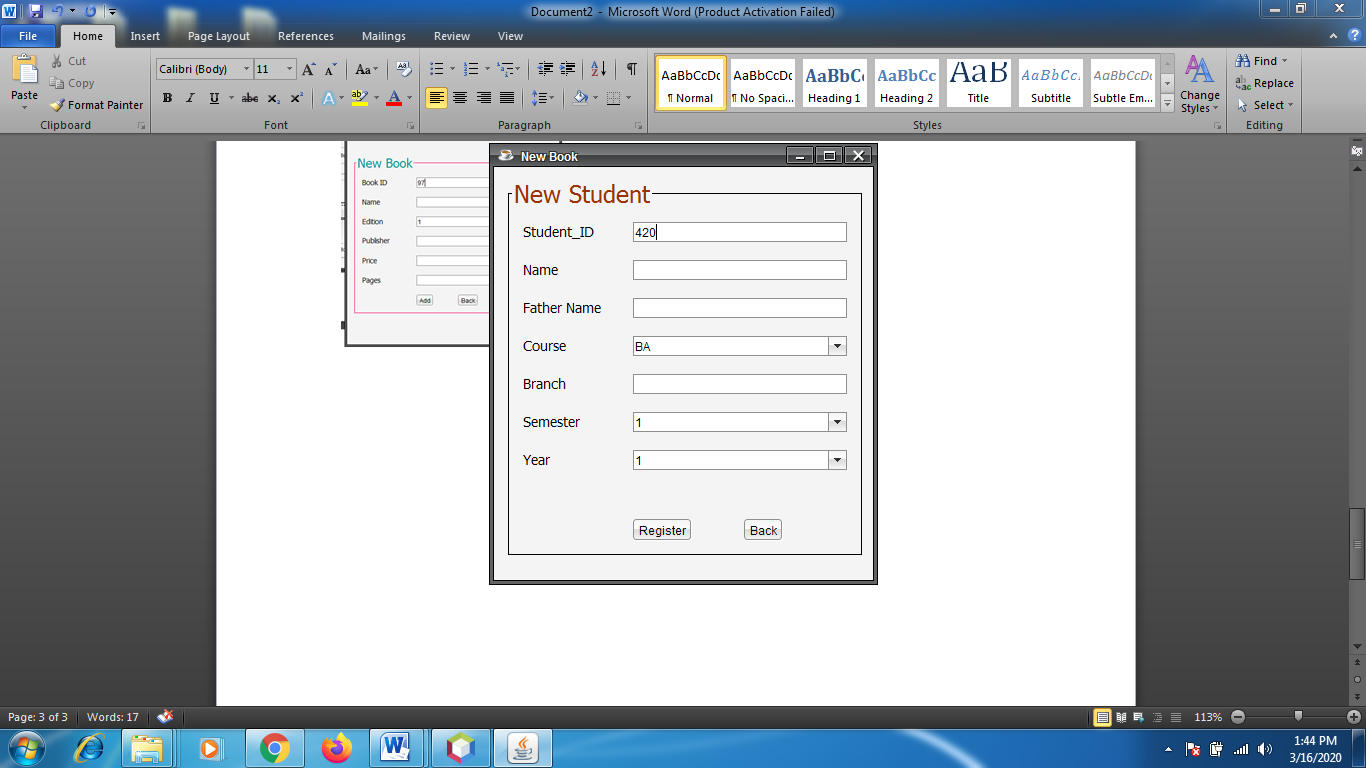 Document2 - Microsoft Word (Product Activation Failed)
File Home Insert Page Layout References Mailings Review View
Paste
Cut
Copy
Format Painter
Clipboard
Calibri (Body) 11
B I U abc x₂ x²
Font
Paragraph
AaBbCcDc AaBbCcDc AaBbCc AaBbCc AaB AaBbCc. AaBbCcDc
¶ Normal ¶ No Spaci... Heading 1 Heading 2 Title Subtitle Subtle Em...
Styles
Change Styles
Find
Replace
Select
Editing
New Book
Book ID 97
Name
Edition 1
Publisher
Price
Pages
Add Back
New Book
New Student
Student_ID 420
Name
Father Name
Course BA
Branch
Semester 1
Year 1
Register Back
Page: 3 of 3 Words: 17 113%
1:44 PM
3/16/2020